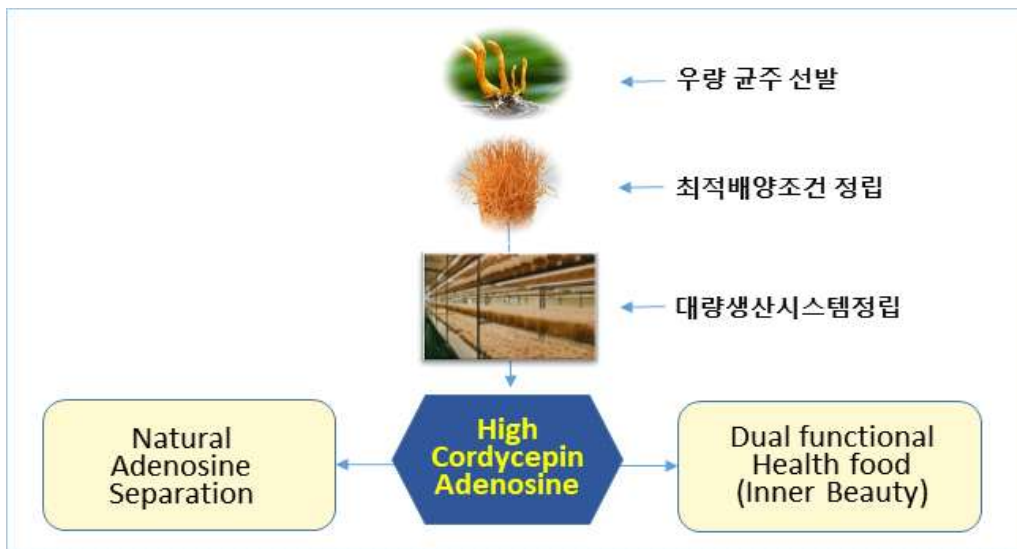 우량 균주 선발
최적배양조건 정립
대량생산시스템정립
Natural
Adenosine
Separation
High
Cordycepin
Adenosine
Dual functional
Health food
(Inner Beauty)